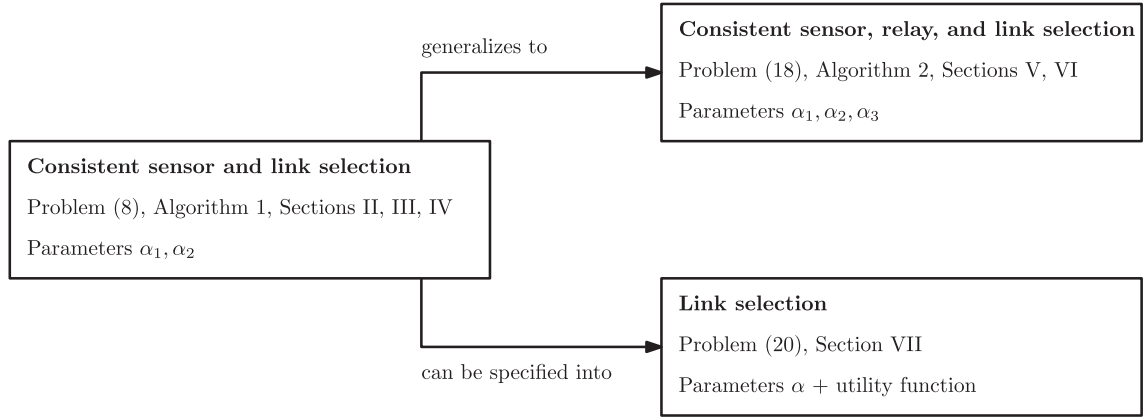 generalizes to
Consistent sensor, relay, and link selection
Problem (18), Algorithm 2, Sections V, VI
Parameters α₁, α₂, α₃
Consistent sensor and link selection
Problem (8), Algorithm 1, Sections II, III, IV
Parameters α₁, α₂
Link selection
Problem (20), Section VII
Parameters α + utility function
can be specified into